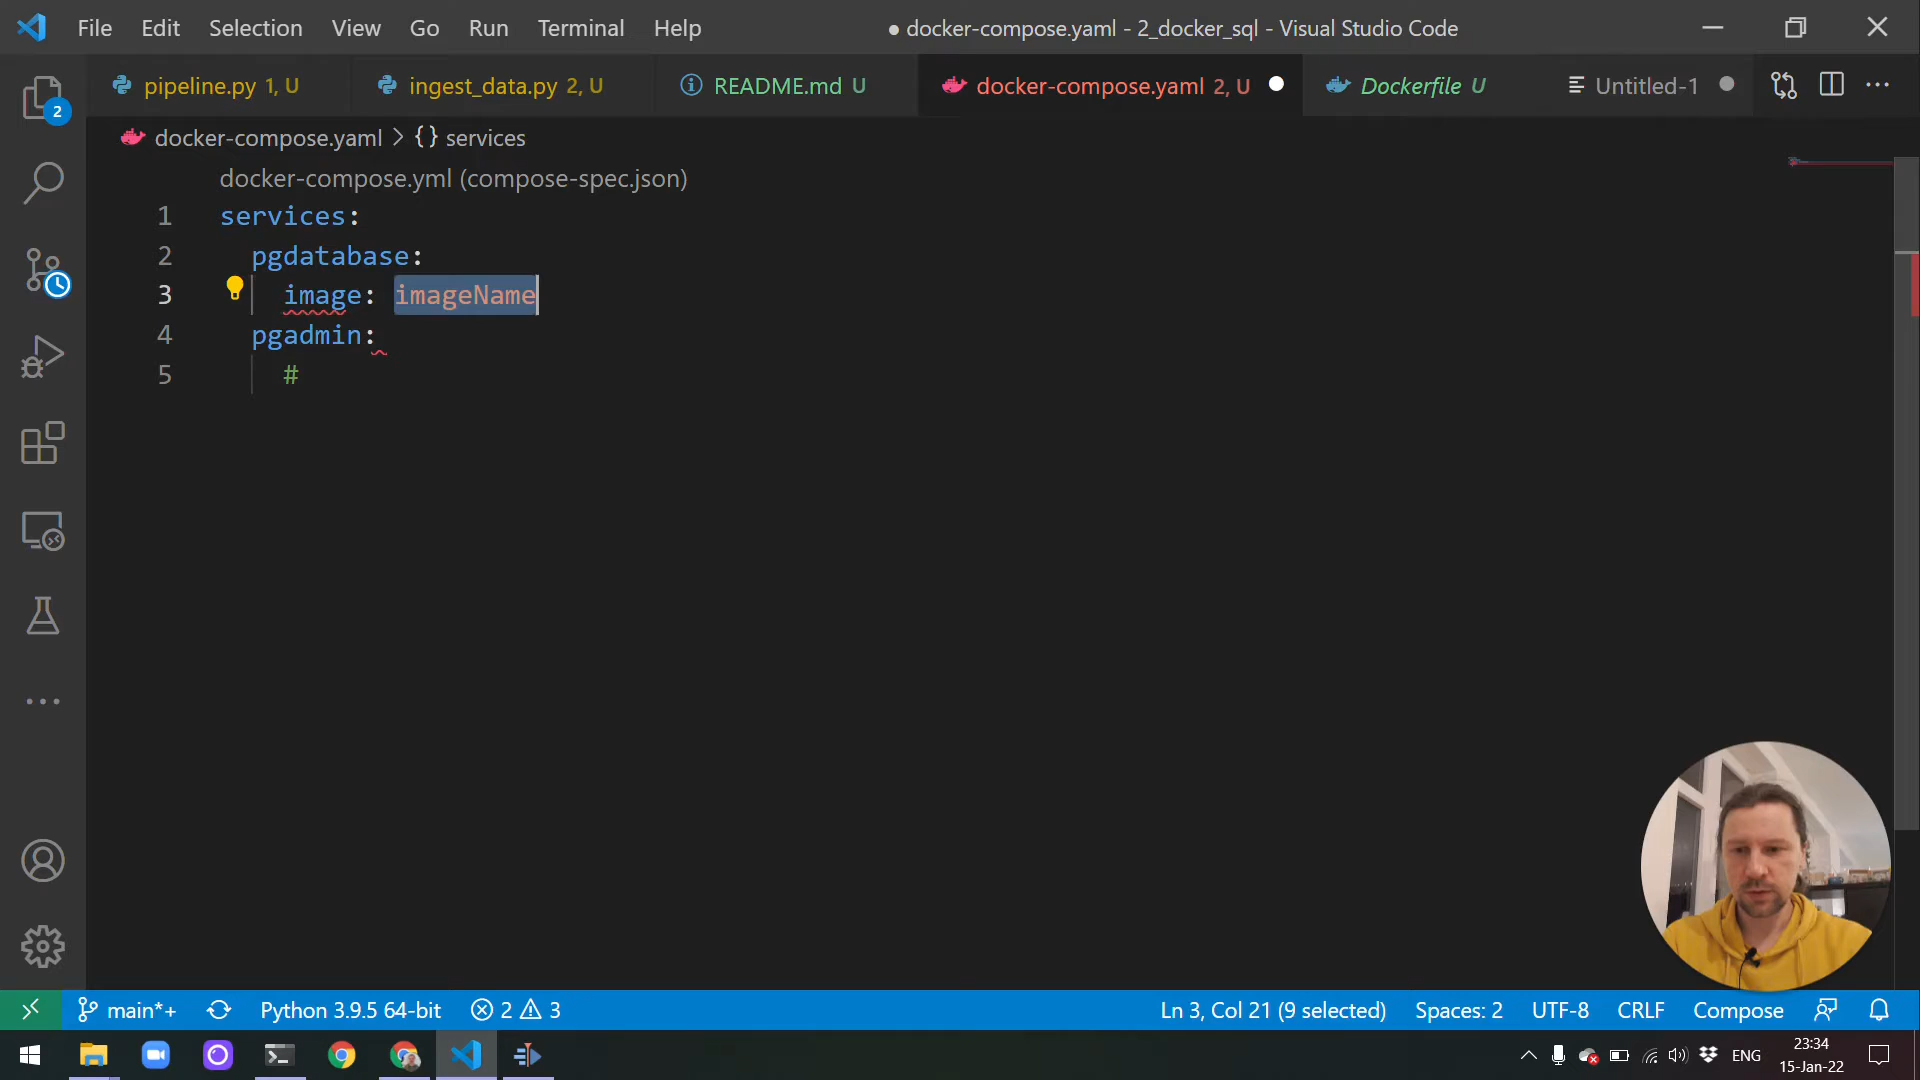 File Edit Selection View Go Run Terminal Help
● docker-compose.yaml - 2_docker_sql - Visual Studio Code
pipeline.py 1, U
ingest_data.py 2, U
README.md U
docker-compose.yaml 2, U
Dockerfile U
Untitled-1
2
docker-compose.yaml > {} services
docker-compose.yml (compose-spec.json)
1 services:
2 pgdatabase:
3 image: imageName
4 pgadmin:
5 #
main*+ Python 3.9.5 64-bit 2 3 Ln 3, Col 21 (9 selected) Spaces: 2 UTF-8 CRLF Compose
ENG
23:34
15-Jan-22